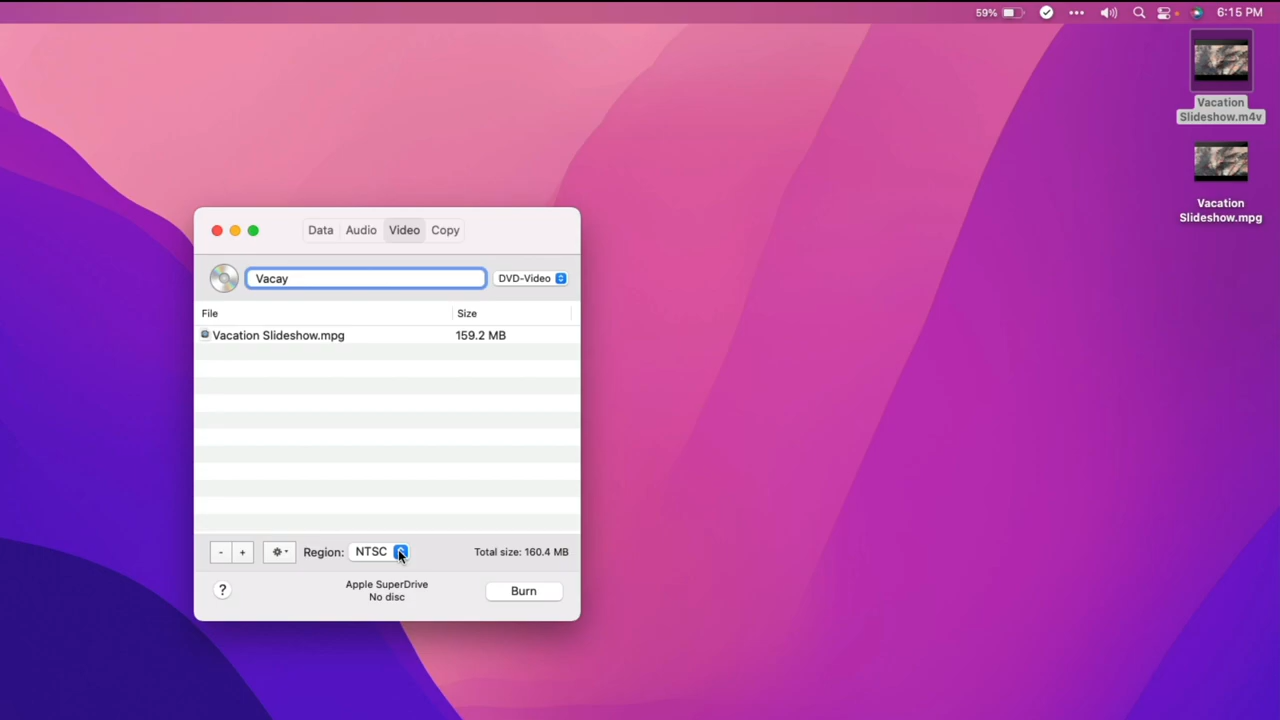 59%
6:15 PM
Vacation
Slideshow.m4v
Vacation
Slideshow.mpg
Data Audio Video Copy
Vacay DVD-Video
File Size
Vacation Slideshow.mpg 159.2 MB
- + Region: NTSC Total size: 160.4 MB
Apple SuperDrive
No disc
? Burn